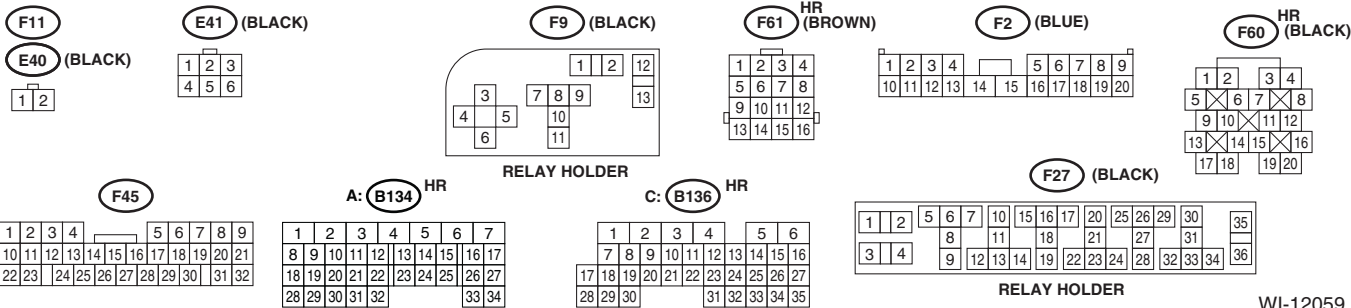 F11
E40 (BLACK)
1 2
E41 (BLACK)
1 2 3
4 5 6
F9 (BLACK)
1 2 12
3 7 8 9 13
4 5 10
6 11
RELAY HOLDER
F61 HR (BROWN)
1 2 3 4
5 6 7 8
9 10 11 12
13 14 15 16
F2 (BLUE)
1 2 3 4 5 6 7 8 9
10 11 12 13 14 15 16 17 18 19 20
F60 HR (BLACK)
1 2 3 4
5 6 7 8
9 10 11 12
13 14 15 16
17 18 19 20
F45
1 2 3 4 5 6 7 8 9
10 11 12 13 14 15 16 17 18 19 20 21
22 23 24 25 26 27 28 29 30 31 32
A: B134 HR
1 2 3 4 5 6 7
8 9 10 11 12 13 14 15 16 17
18 19 20 21 22 23 24 25 26 27
28 29 30 31 32 33 34
C: B136 HR
1 2 3 4 5 6
7 8 9 10 11 12 13 14 15 16
17 18 19 20 21 22 23 24 25 26 27
28 29 30 31 32 33 34 35
F27 (BLACK)
1 2 5 6 7 10 15 16 17 20 25 26 29 30 35
8 11 18 21 27 31
3 4 9 12 13 14 19 22 23 24 28 32 33 34 36
RELAY HOLDER
WI-12059